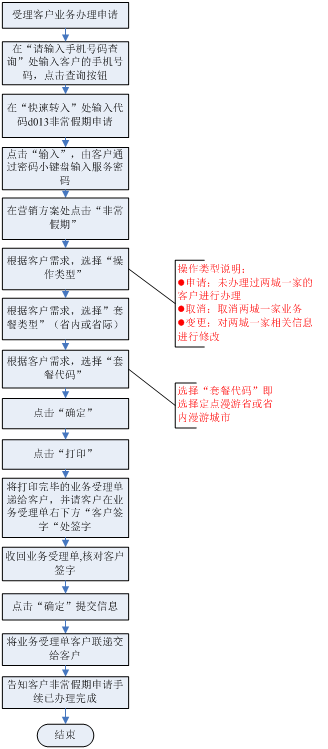 受理客户业务办理申请
在“请输入手机号码查
询”处输入客户的手机号
码，点击查询按钮
在“快速转入”处输入代
码d013非常假期申请
点击“输入”，由客户通
过密码小键盘输入服务密
码
在营销方案处点击“非常
假期”
根据客户需求，选择“操
作类型”
操作类型说明：
●申请：未办理过两城一家的
客户进行办理
●取消：取消两城一家业务
●变更：对两城一家相关信息
进行修改
根据客户需求，选择”套
餐类型”（省内或省际）
根据客户需求，选择“套
餐代码”
选择“套餐代码”即
选择定点漫游省或省
内漫游城市
点击“确定”
点击“打印”
将打印完毕的业务受理单
递给客户，并请客户在业
务受理单右下方“客户签
字“处签字
收回业务受理单,核对客户
签字
点击“确定”提交信息
将业务受理单客户联递交
给客户
告知客户非常假期申请手
续已办理完成
结束